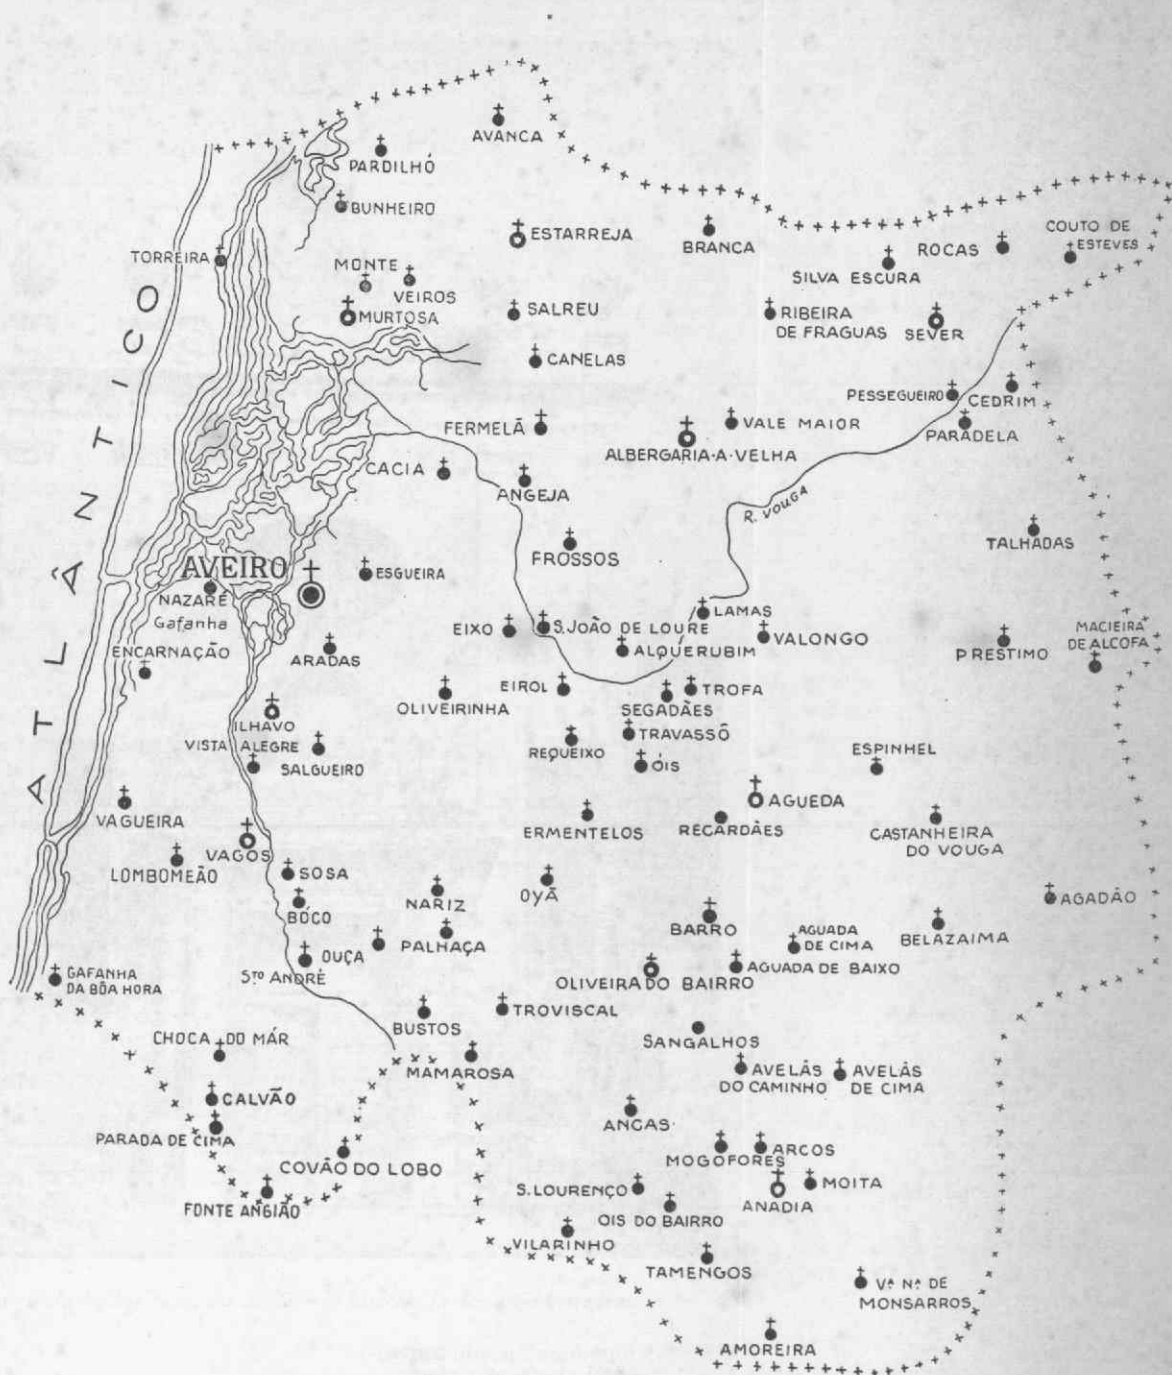 AVANCA
PARDILHÓ
BUNHEIRO
ESTARREJA
BRANCA
ROCAS
COUTO DE
ESTEVES
TORREIRA
MONTE
VEIROS
MURTOSA
SALREU
SILVA ESCURA
RIBEIRA
DE FRAGUAS
SEVER
CANELAS
PESSEGUEIRO
CEDRIM
PARADELA
FERMELÃ
VALE MAIOR
ALBERGARIA-A-VELHA
CACIA
ANGEJA
R. VOUGA
ATLÂNTICO
FROSSOS
TALHADAS
AVEIRO
ESGUEIRA
NAZARÉ
Gafanha
LAMAS
EIXO
S. JOÃO DE LOURE
VALONGO
ALQUERUBIM
PRESTIMO
MACIEIRA
DE ALCOFA
ENCARNAÇÃO
ARADAS
EIROL
TROFA
OLIVEIRINHA
SEGADÃES
ILHAVO
VISTA ALEGRE
TRAVASSÔ
REQUEIXO
ESPINHEL
SALGUEIRO
ÓIS
VAGUEIRA
AGUEDA
ERMENTELOS
RECARDÃES
CASTANHEIRA
DO VOUGA
VAGOS
LOMBOMEÃO
SOSA
OYÃ
NARIZ
AGADÃO
BÓCO
BARRO
AGUADA
DE CIMA
BELAZAIMA
PALHAÇA
OUÇA
STO ANDRÉ
AGUADA DE BAIXO
OLIVEIRA DO BAIRRO
GAFANHA
DA BÔA HORA
TROVISCAL
BUSTOS
CHOCA DO MÁR
SANGALHOS
MAMAROSA
AVELÃS
DO CAMINHO
AVELÃS
DE CIMA
CALVÃO
ANCAS
PARADA DE CIMA
MOGOFORES
ARCOS
COVÃO DO LOBO
MOITA
S. LOURENÇO
ANADIA
FONTE ANGIÃO
OIS DO BAIRRO
VILARINHO
TAMENGOS
Vª Nª DE
MONSARROS
AMOREIRA